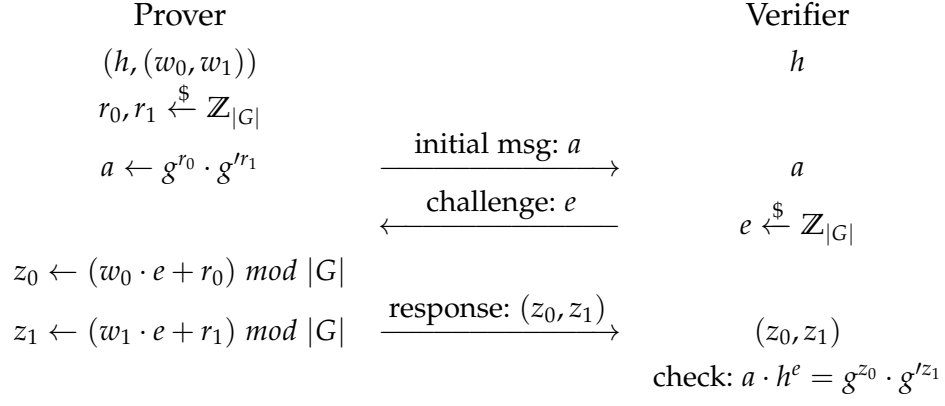 Prover Verifier
(h, (w₀, w₁)) h
r₀, r₁ ←$ ℤ_{|G|}
a ← g^{r₀} · g′^{r₁} initial msg: a a
challenge: e e ←$ ℤ_{|G|}
z₀ ← (w₀ · e + r₀) mod |G|
z₁ ← (w₁ · e + r₁) mod |G| response: (z₀, z₁) (z₀, z₁)
check: a · h^e = g^{z₀} · g′^{z₁}